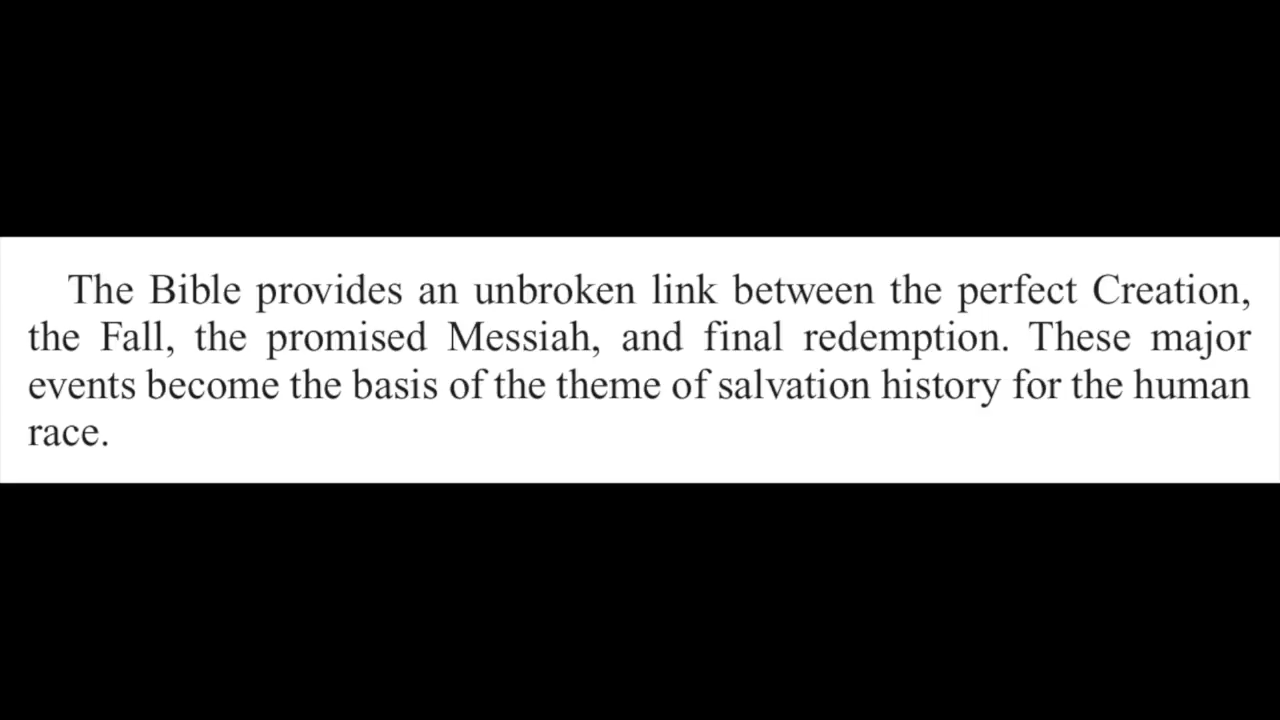 The Bible provides an unbroken link between the perfect Creation,
the Fall, the promised Messiah, and final redemption. These major
events become the basis of the theme of salvation history for the human
race.